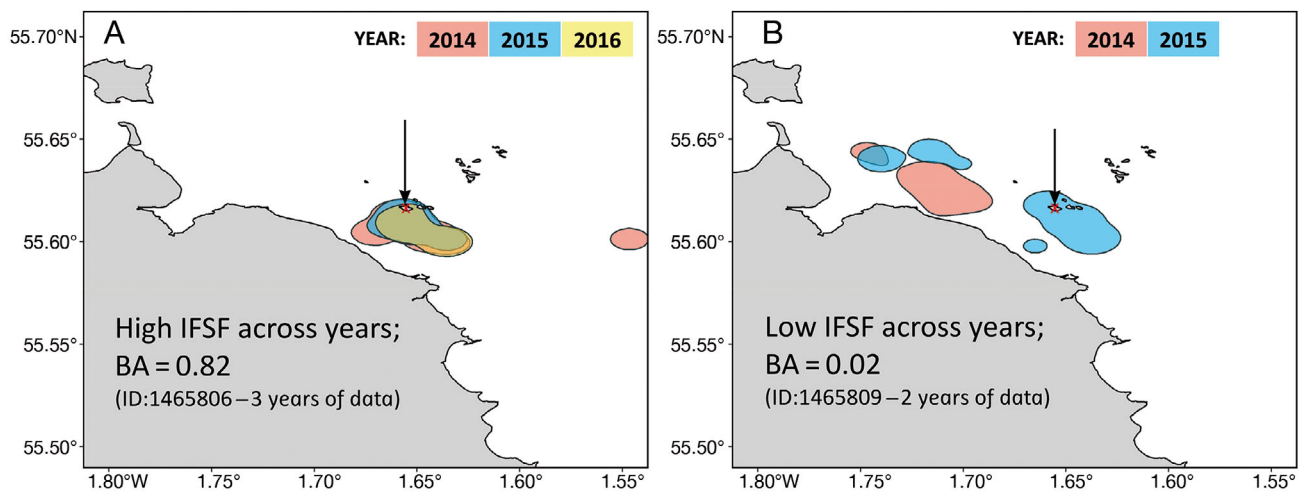 A
YEAR: 2014 2015 2016
55.70°N
55.65°
55.60°
55.55°
55.50°
High IFSF across years;
BA = 0.82
(ID:1465806 – 3 years of data)
1.80°W 1.75° 1.70° 1.65° 1.60° 1.55°
B
YEAR: 2014 2015
55.70°N
55.65°
55.60°
55.55°
55.50°
Low IFSF across years;
BA = 0.02
(ID:1465809 – 2 years of data)
1.80° 1.75° 1.70° 1.65° 1.60° 1.55°